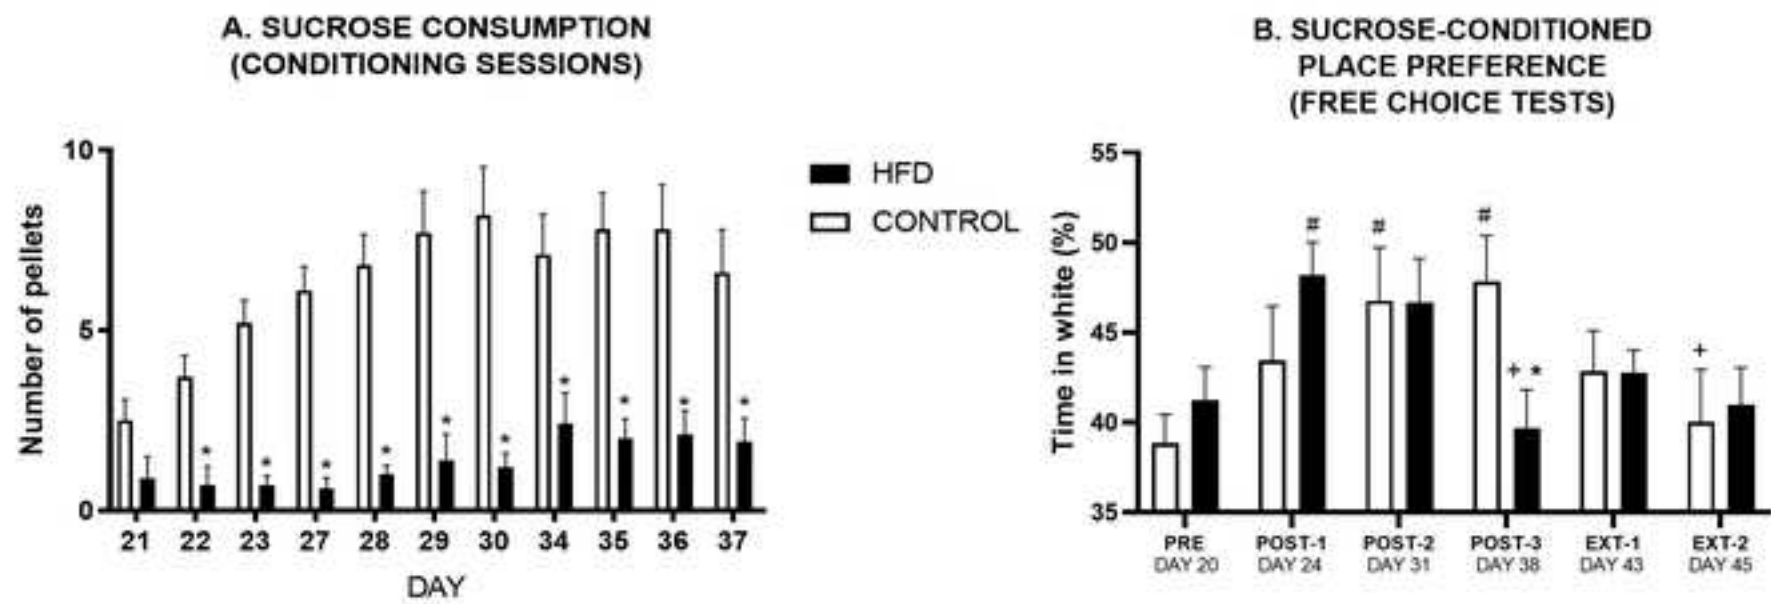 A. SUCROSE CONSUMPTION
(CONDITIONING SESSIONS)
10
5
0
Number of pellets
* * * * * * * * * *
21 22 23 27 28 29 30 34 35 36 37
DAY
HFD
CONTROL
B. SUCROSE-CONDITIONED
PLACE PREFERENCE
(FREE CHOICE TESTS)
55
50
45
40
35
Time in white (%)
# # #
+ *
+
PRE POST-1 POST-2 POST-3 EXT-1 EXT-2
DAY 20 DAY 24 DAY 31 DAY 38 DAY 43 DAY 45